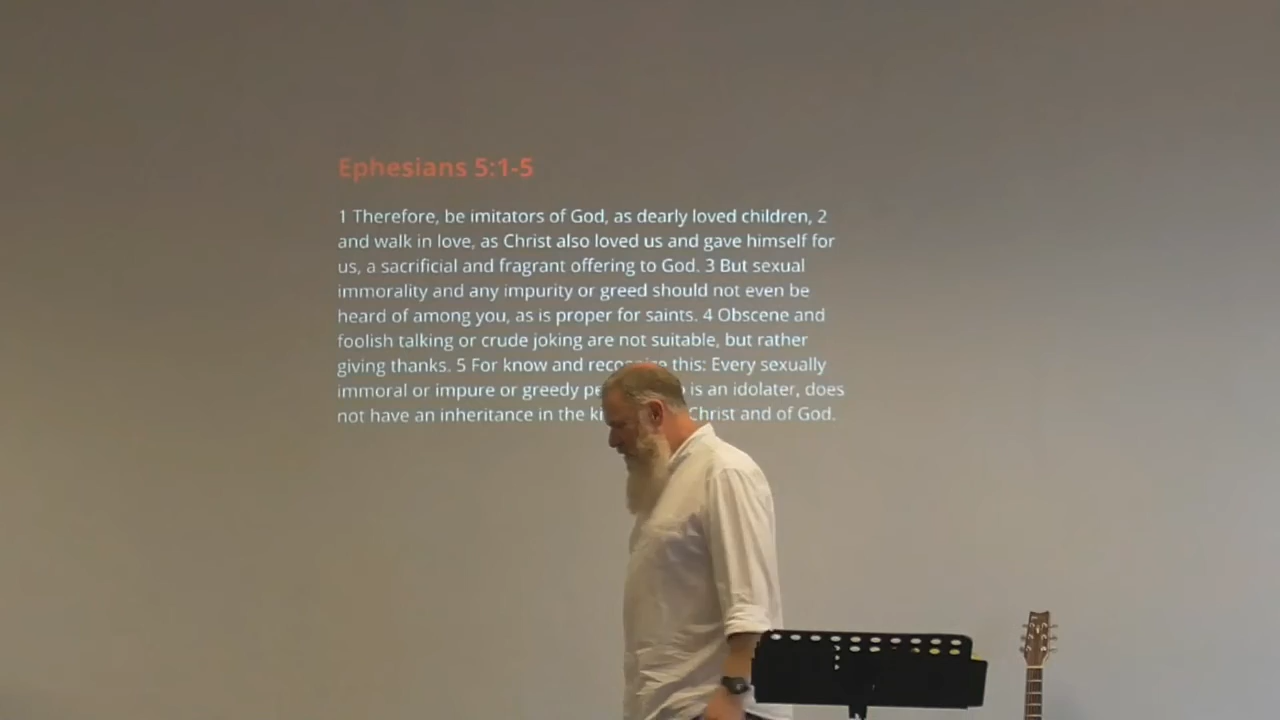 Ephesians 5:1-5
1 Therefore, be imitators of God, as dearly loved children, 2
and walk in love, as Christ also loved us and gave himself for
us, a sacrificial and fragrant offering to God. 3 But sexual
immorality and any impurity or greed should not even be
heard of among you, as is proper for saints. 4 Obscene and
foolish talking or crude joking are not suitable, but rather
giving thanks. 5 For know and recognize this: Every sexually
immoral or impure or greedy is an idolater, does
not have an inheritance in the Christ and of God.